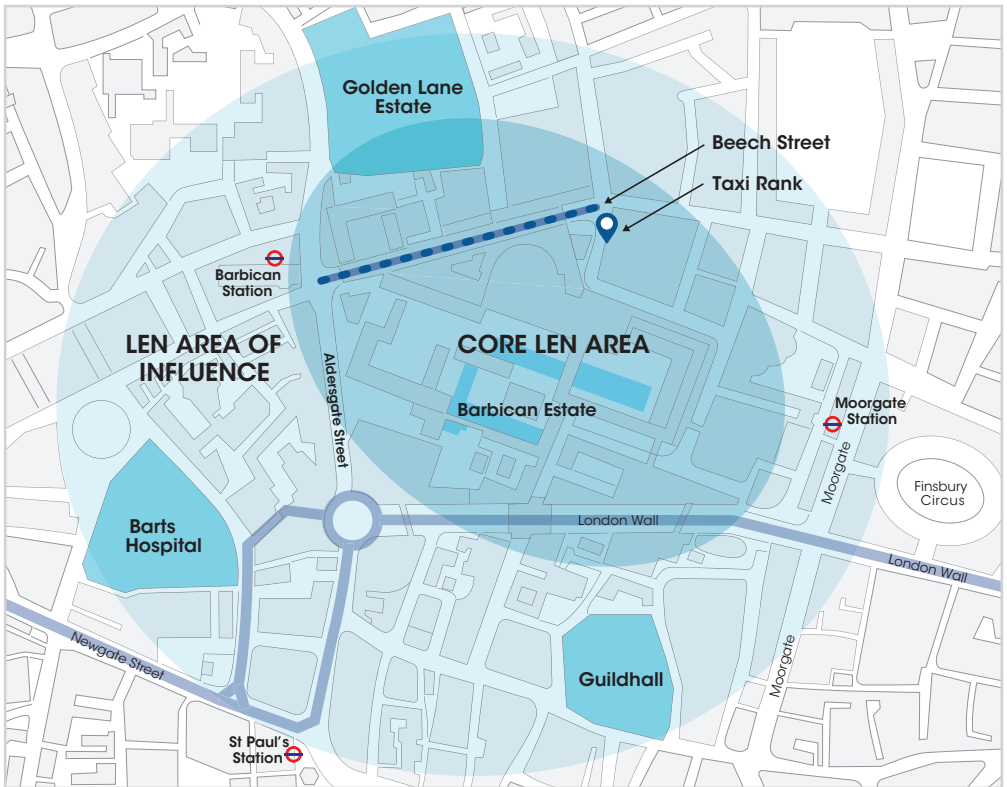 Golden Lane
Estate
Beech Street
Taxi Rank
Barbican
Station
LEN AREA OF
INFLUENCE
CORE LEN AREA
Aldersgate Street
Barbican Estate
Moorgate
Station
Moorgate
Finsbury
Circus
Barts
Hospital
London Wall
London Wall
Newgate Street
Moorgate
Guildhall
St Paul's
Station